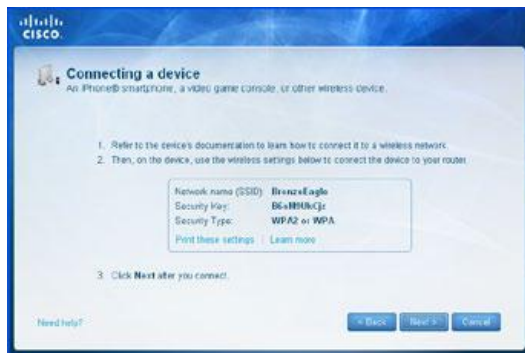 CISCO
Connecting a device
An iPhone® smartphone, a video game console, or other wireless device.
1. Refer to the device's documentation to learn how to connect it to a wireless network.
2. Then, on the device, use the wireless settings below to connect the device to your router.
Network name (SSID): BronzeEagle
Security Key:
Security Type: WPA2 or WPA
Print these settings | Learn more
3. Click Next after you connect.
Need help?
< Back
Next >
Cancel